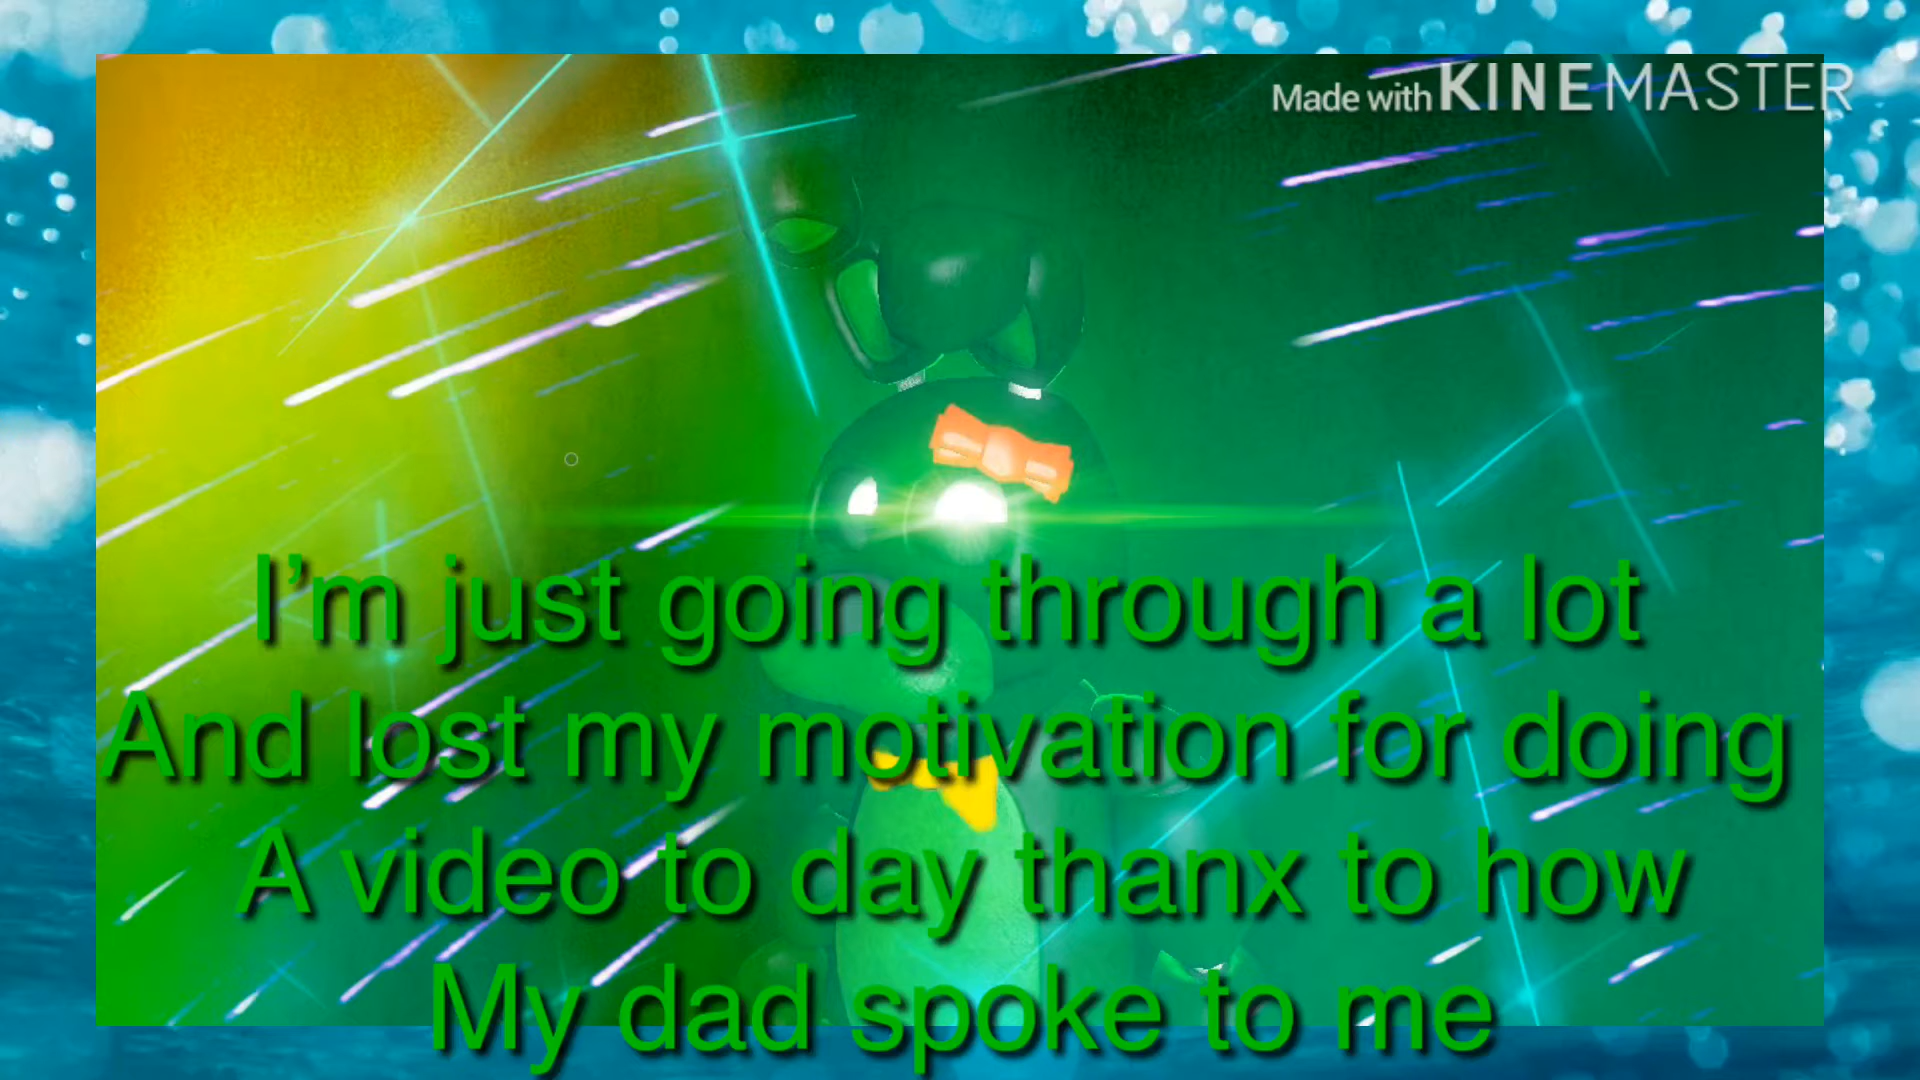 Made with KINEMASTER
I'm just going through a lot
And lost my motivation for doing
A video to day thanx to how
My dad spoke to me